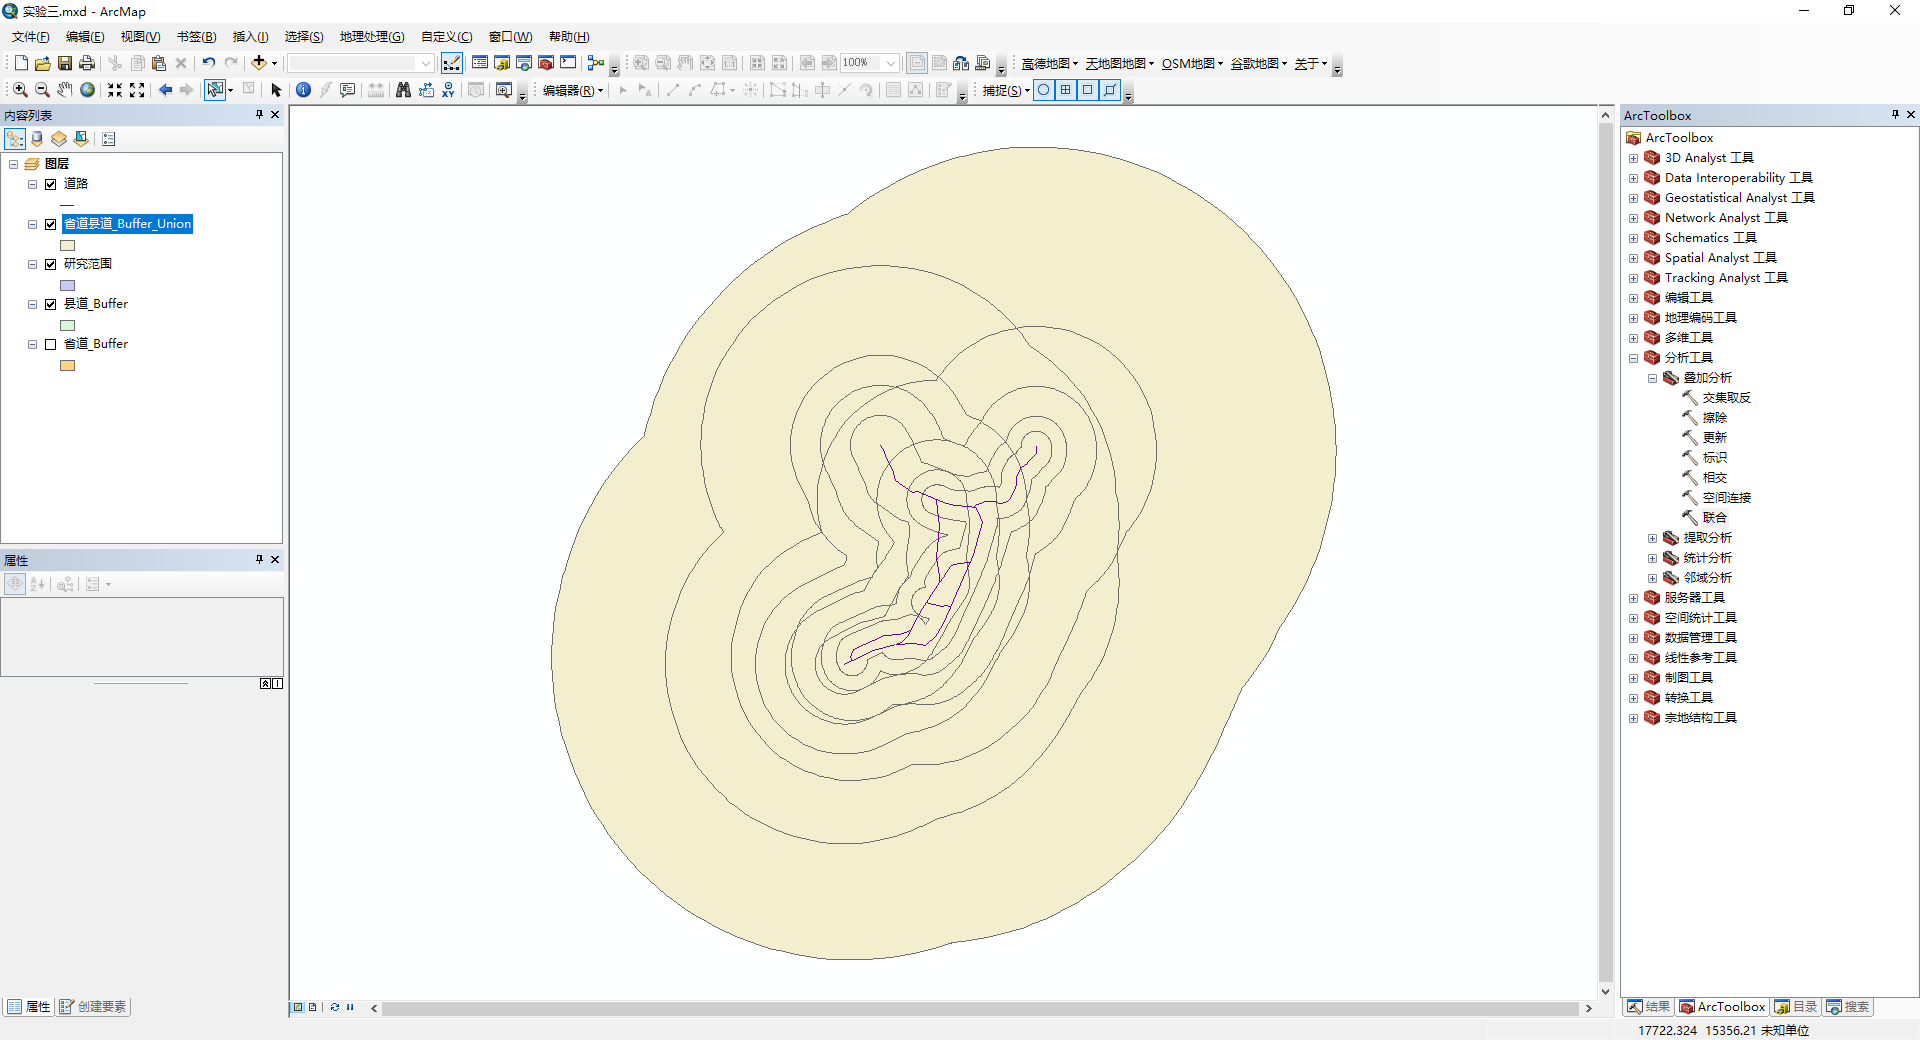 实验三.mxd - ArcMap
文件(F) 编辑(E) 视图(V) 书签(B) 插入(I) 选择(S) 地理处理(G) 自定义(C) 窗口(W) 帮助(H)
100% 高德地图 天地图地图 OSM地图 谷歌地图 关于
编辑器(R) 捕捉(S)
内容列表
图层
道路
省道县道_Buffer_Union
研究范围
县道_Buffer
省道_Buffer
属性
属性 创建要素
ArcToolbox
ArcToolbox
3D Analyst 工具
Data Interoperability 工具
Geostatistical Analyst 工具
Network Analyst 工具
Schematics 工具
Spatial Analyst 工具
Tracking Analyst 工具
编辑工具
地理编码工具
多维工具
分析工具
叠加分析
交集取反
擦除
更新
标识
相交
空间连接
联合
提取分析
统计分析
邻域分析
服务器工具
空间统计工具
数据管理工具
线性参考工具
制图工具
转换工具
宗地结构工具
结果 ArcToolbox 目录 搜索
17722.324 15356.21 未知单位